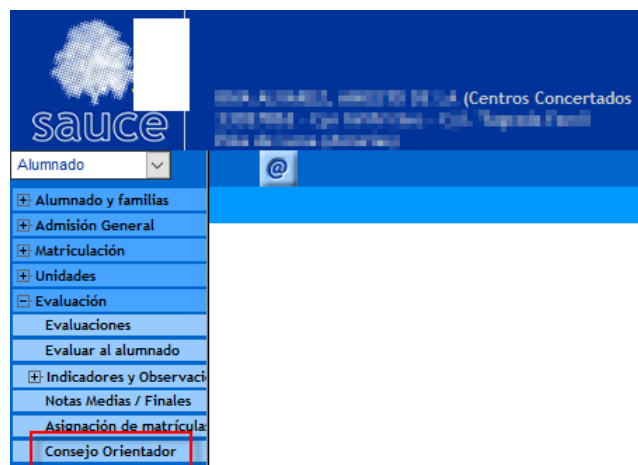 sauce
(Centros Concertados
Alumnado
@
Alumnado y familias
Admisión General
Matriculación
Unidades
Evaluación
Evaluaciones
Evaluar al alumnado
Indicadores y Observaci
Notas Medias / Finales
Asignación de matrícula
Consejo Orientador